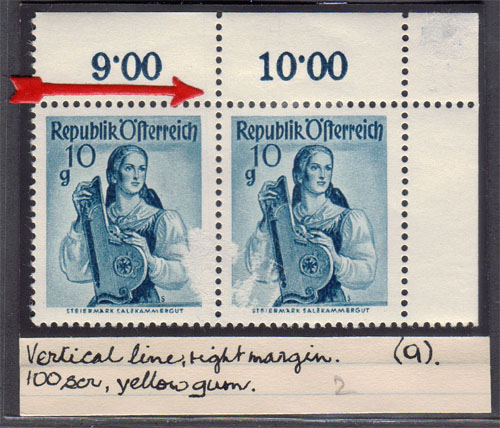 9·00 10·00
Republik Österreich Republik Österreich
10 g 10 g
STEIERMARK SALZKAMMERGUT STEIERMARK SALZKAMMERGUT
Vertical line, right margin. (a).
100 scr, yellow gum.
2